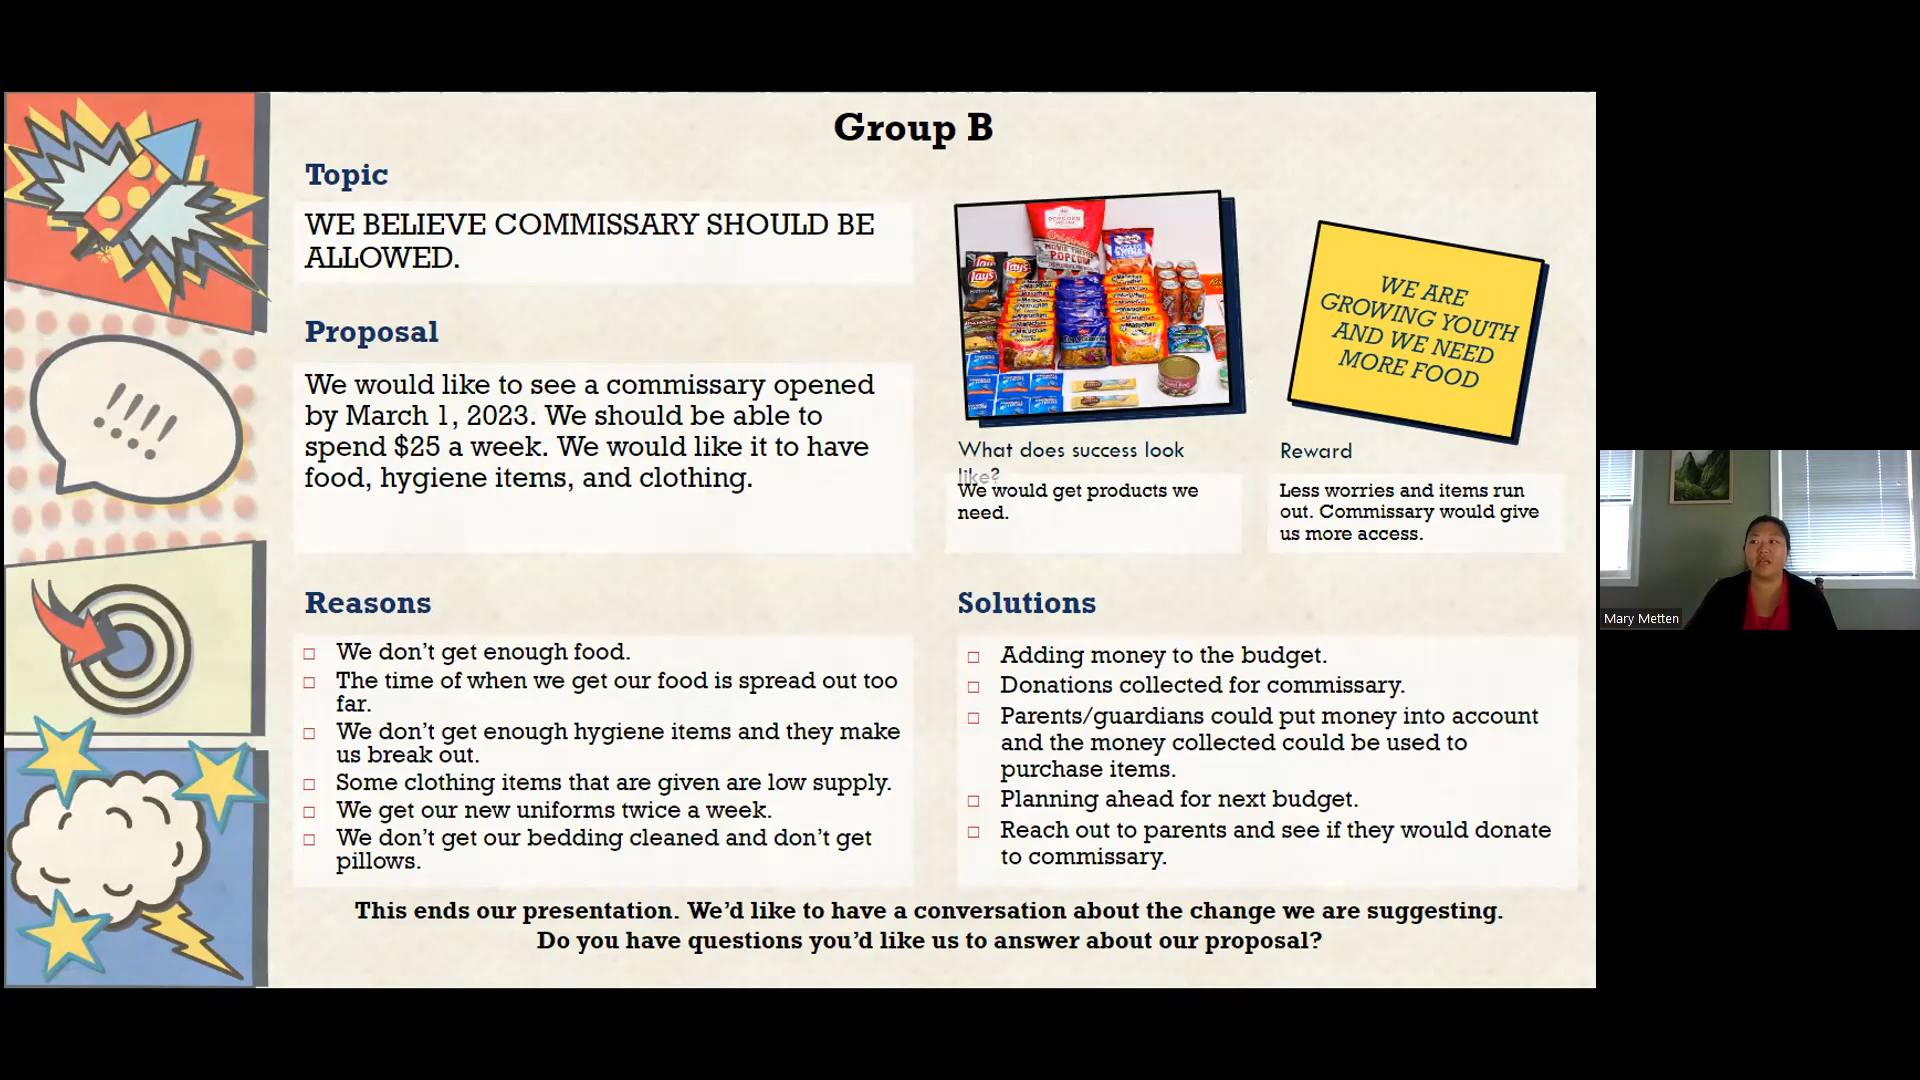 Group B
Topic
WE BELIEVE COMMISSARY SHOULD BE
ALLOWED.
Proposal
We would like to see a commissary opened
by March 1, 2023. We should be able to
spend $25 a week. We would like it to have
food, hygiene items, and clothing.
Lay's
Lay's
POPCORN
Original
MOVIE THEATER
POPCORN
Maruchan
Maruchan
Maruchan
WE ARE
GROWING YOUTH
AND WE NEED
MORE FOOD
What does success look
like?
We would get products we
need.
Reward
Less worries and items run
out. Commissary would give
us more access.
Reasons
We don't get enough food.
The time of when we get our food is spread out too
far.
We don't get enough hygiene items and they make
us break out.
Some clothing items that are given are low supply.
We get our new uniforms twice a week.
We don't get our bedding cleaned and don't get
pillows.
Solutions
Adding money to the budget.
Donations collected for commissary.
Parents/guardians could put money into account
and the money collected could be used to
purchase items.
Planning ahead for next budget.
Reach out to parents and see if they would donate
to commissary.
This ends our presentation. We'd like to have a conversation about the change we are suggesting.
Do you have questions you'd like us to answer about our proposal?
Mary Metten